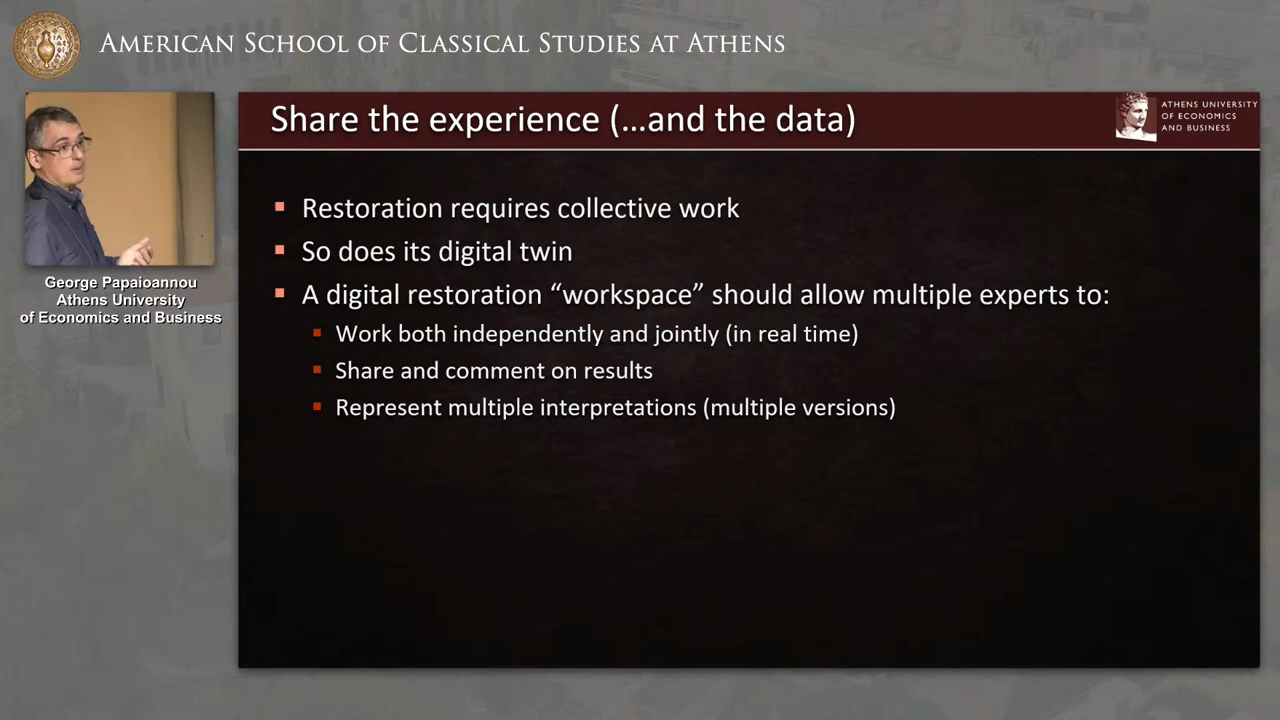 AMERICAN SCHOOL OF CLASSICAL STUDIES AT ATHENS
George Papaioannou
Athens University
of Economics and Business
Share the experience (…and the data)
ATHENS UNIVERSITY
OF ECONOMICS
AND BUSINESS
Restoration requires collective work
So does its digital twin
A digital restoration “workspace” should allow multiple experts to:
Work both independently and jointly (in real time)
Share and comment on results
Represent multiple interpretations (multiple versions)